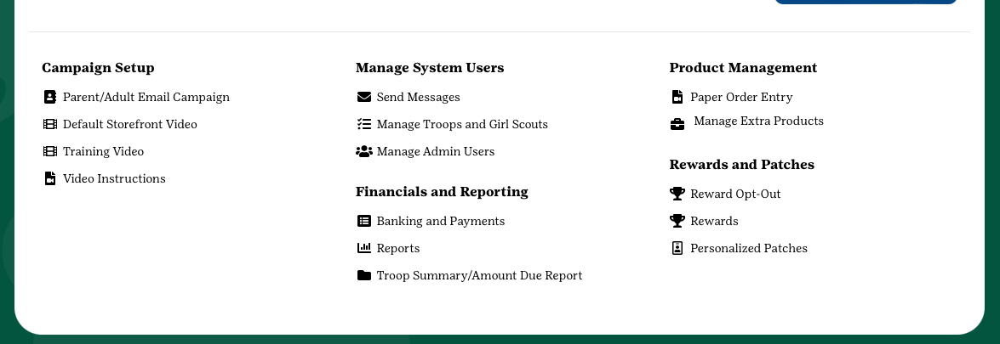 Campaign Setup
Parent/Adult Email Campaign
Default Storefront Video
Training Video
Video Instructions
Manage System Users
Send Messages
Manage Troops and Girl Scouts
Manage Admin Users
Financials and Reporting
Banking and Payments
Reports
Troop Summary/Amount Due Report
Product Management
Paper Order Entry
Manage Extra Products
Rewards and Patches
Reward Opt-Out
Rewards
Personalized Patches